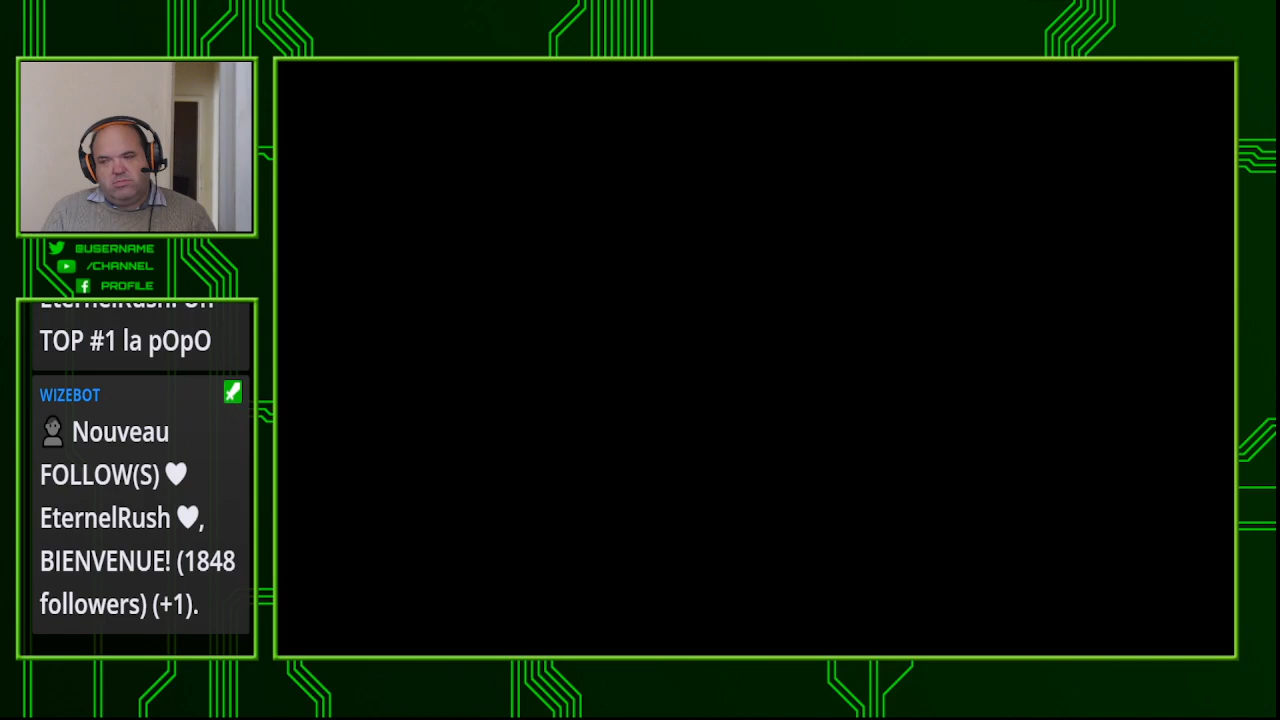 @USERNAME
/CHANNEL
PROFILE
TOP #1 la pOpO
WIZEBOT
Nouveau
FOLLOW(S)
EternelRush ,
BIENVENUE! (1848
followers) (+1).